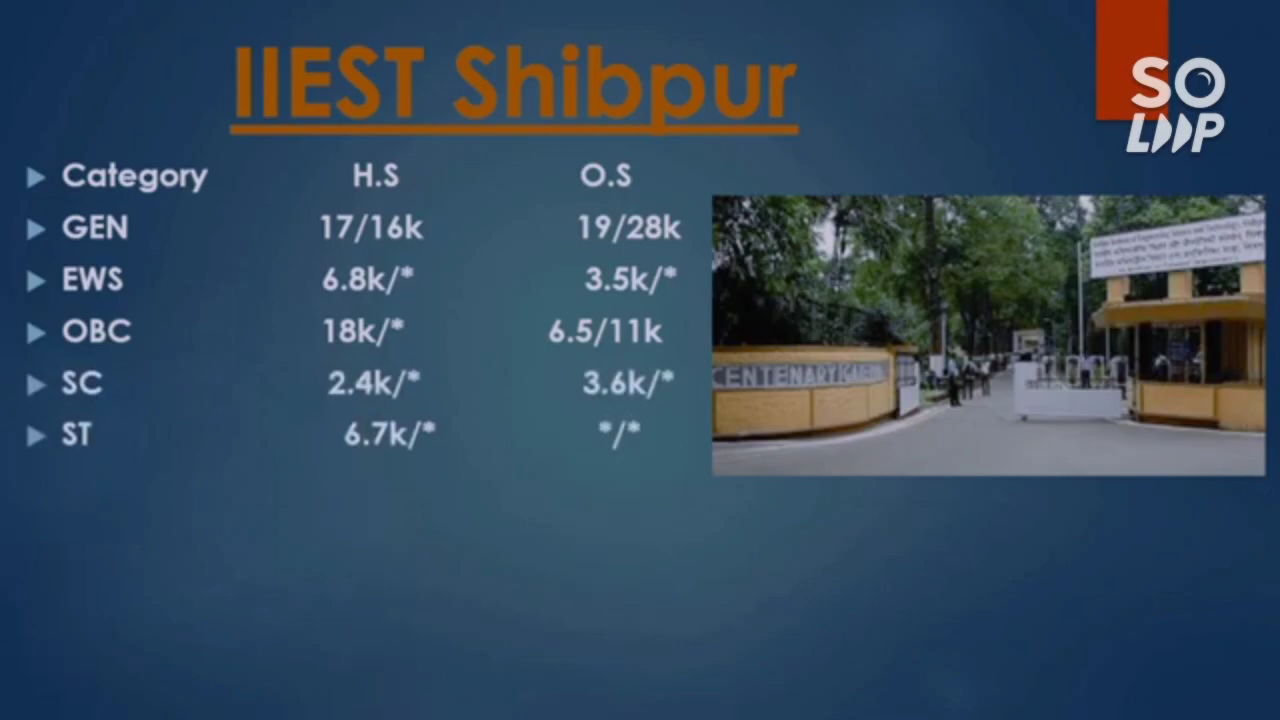 IIEST Shibpur
SO
LOOP
Category H.S O.S
GEN 17/16k 19/28k
EWS 6.8k/* 3.5k/*
OBC 18k/* 6.5/11k
SC 2.4k/* 3.6k/*
ST 6.7k/* */*
CENTENARY